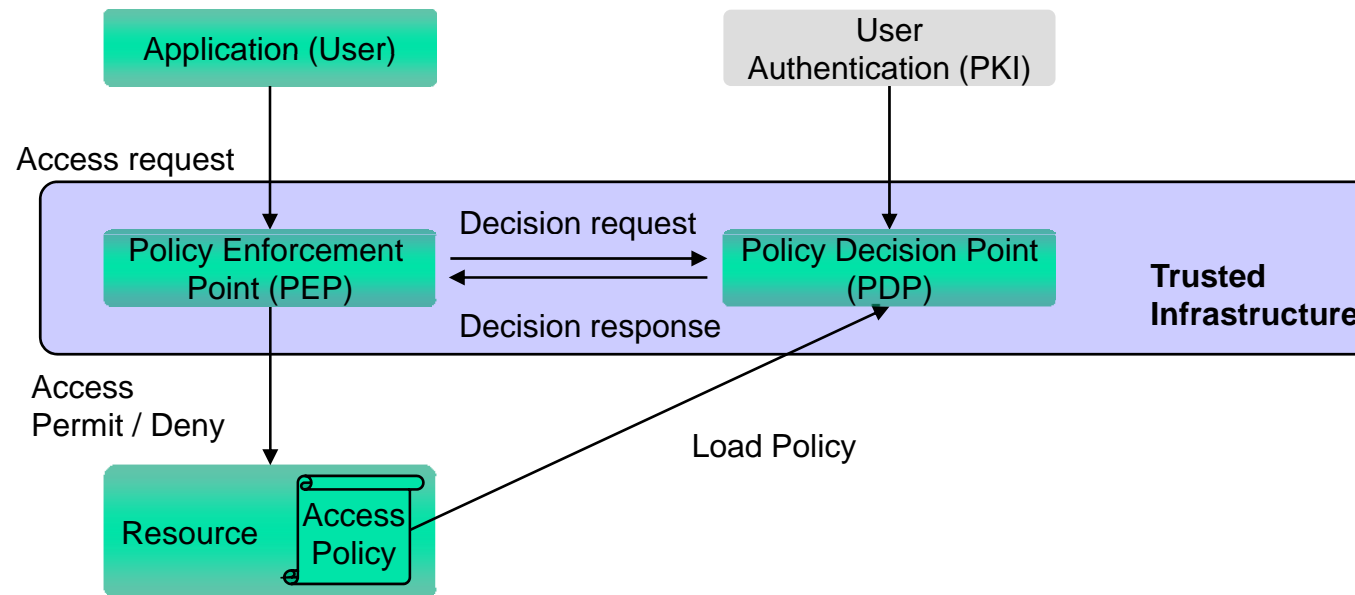 Application (User)
User
Authentication (PKI)
Access request
Decision request
Policy Enforcement
Point (PEP)
Policy Decision Point
(PDP)
Trusted
Infrastructure
Decision response
Access
Permit / Deny
Load Policy
Resource
Access
Policy